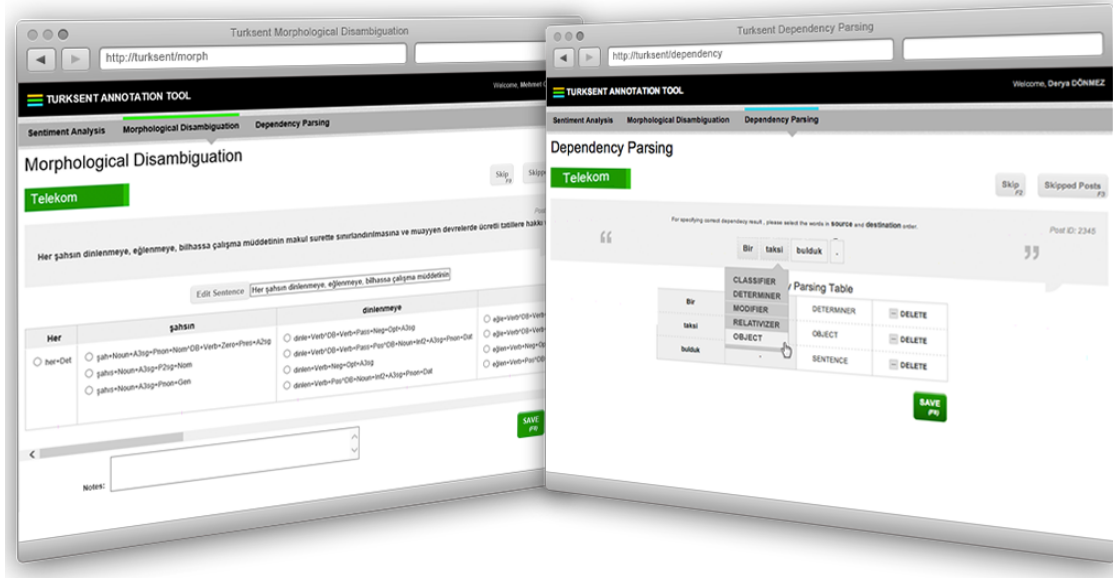 Turksent Morphological Disambiguation
http://turksent/morph
TURKSENT ANNOTATION TOOL
Welcome, Mehmet
Sentiment Analysis Morphological Disambiguation Dependency Parsing
Morphological Disambiguation
Telekom
Skip
F9
Her şahsın dinlenmeye, eğlenmeye, bilhassa çalışma müddetinin makul surette sınırlandırılmasına ve muayyen devrelerde ücretli tatillere hakkı
Edit Sentence Her şahsın dinlenmeye, eğlenmeye, bilhassa çalışma müddetinin
Her şahsın dinlenmeye
her+Det
şah+Noun+A3sg+Pnon+Nom^DB+Verb+Zero+Pres+A2sg
şahıs+Noun+A3sg+P2sg+Nom
şahıs+Noun+A3sg+Pnon+Gen
dinle+Verb^DB+Verb+Pass+Neg+Opt+A3sg
dinle+Verb^DB+Verb+Pass+Pos^DB+Noun+Inf2+A3sg+Pnon+Dat
dinlen+Verb+Neg+Opt+A3sg
dinlen+Verb+Pos^DB+Noun+Inf2+A3sg+Pnon+Dat
SAVE
(F8)
Notes:
Turksent Dependency Parsing
http://turksent/dependency
TURKSENT ANNOTATION TOOL
Welcome, Derya DÖNMEZ
Sentiment Analysis Morphological Disambiguation Dependency Parsing
Dependency Parsing
Telekom
Skip
F2
Skipped Posts
F3
For specifying correct dependecy result , please select the words in source and destination order.
Post ID: 2345
Bir taksi bulduk .
Parsing Table
CLASSIFIER
DETERMINER
MODIFIER
RELATIVIZER
OBJECT
Bir DETERMINER DELETE
taksi OBJECT DELETE
bulduk . SENTENCE DELETE
SAVE
(F8)